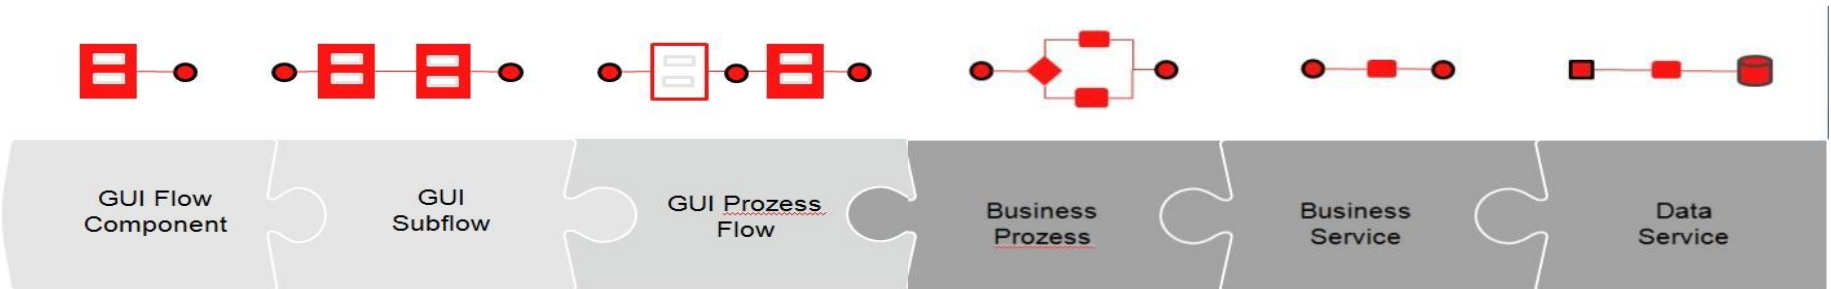 GUI Flow
Component
GUI
Subflow
GUI Prozess
Flow
Business
Prozess
Business
Service
Data
Service